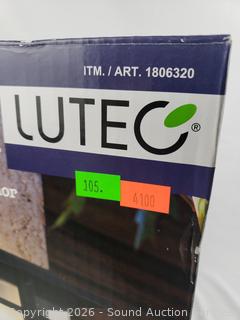 ITM. / ART. 1806320
LUTEC®
105.
4100
Copyright ©2026 - Sound Auction